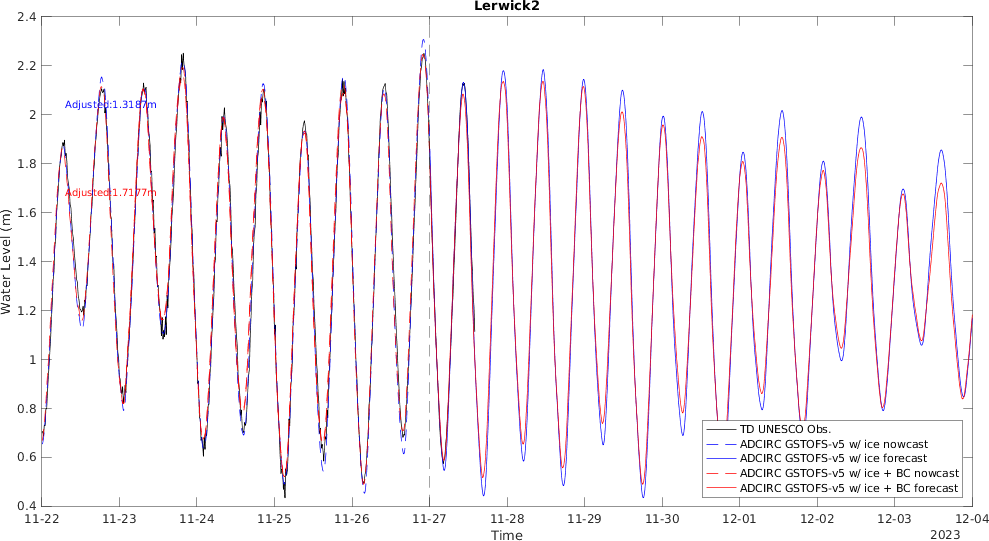 Lerwick2
2.4
2.2
2
1.8
1.6
1.4
1.2
1
0.8
0.6
0.4
Water Level (m)
Adjusted:1.3187m
Adjusted:1.7177m
TD UNESCO Obs.
ADCIRC GSTOFS-v5 w/ ice nowcast
ADCIRC GSTOFS-v5 w/ ice forecast
ADCIRC GSTOFS-v5 w/ ice + BC nowcast
ADCIRC GSTOFS-v5 w/ ice + BC forecast
11-22 11-23 11-24 11-25 11-26 11-27 11-28 11-29 11-30 12-01 12-02 12-03 12-04
Time
2023